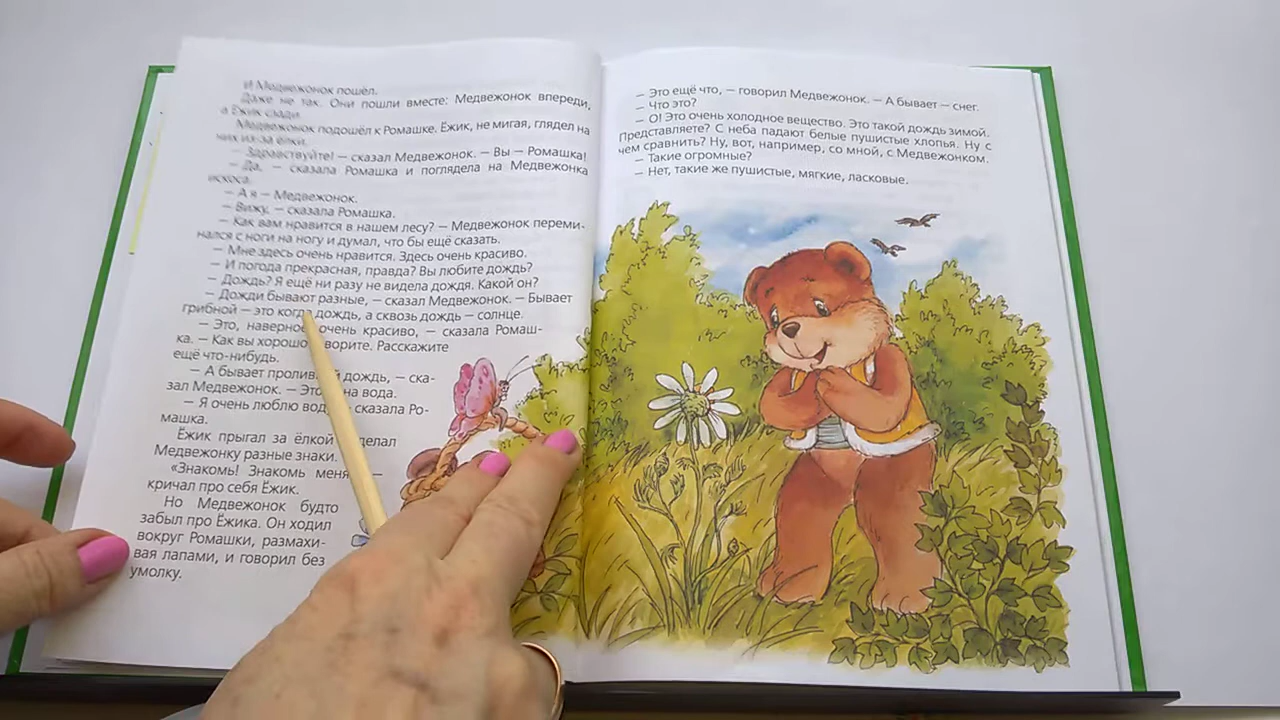 И Медвежонок пошёл.
Даже не так. Они пошли вместе: Медвежонок впереди,
а Ёжик сзади.
Медвежонок подошёл к Ромашке. Ёжик, не мигая, глядел на
них из-за ёлки.
— Здравствуйте! — сказал Медвежонок. — Вы — Ромашка!
— Да, — сказала Ромашка и поглядела на Медвежонка
искоса.
— А я — Медвежонок.
— Вижу, — сказала Ромашка.
— Как вам нравится в нашем лесу? — Медвежонок переми-
нался с ноги на ногу и думал, что бы ещё сказать.
— Мне здесь очень нравится. Здесь очень красиво.
— И погода прекрасная, правда? Вы любите дождь?
— Дождь? Я ещё ни разу не видела дождя. Какой он?
— Дожди бывают разные, — сказал Медвежонок. — Бывает
грибной — это когда дождь, а сквозь дождь — солнце.
— Это, очень красиво, — сказала Ромаш-
ка. — Как вы хорошо Расскажите
ещё что-нибудь.
— А бывает дождь, — ска-
зал Медвежонок. — на вода.
— Я очень люблю сказала Ро-
машка.
Ёжик прыгал за ёлкой делал
Медвежонку разные знаки.
«Знакомь! Знакомь меня —
кричал про себя Ёжик.
Но Медвежонок будто
забыл про Ёжика. Он ходил
вокруг Ромашки, размахи-
вая лапами, и говорил без
умолку.
— Это ещё что, — говорил Медвежонок. — А бывает — снег.
— Что это?
— О! Это очень холодное вещество. Это такой дождь зимой.
Представляете? С неба падают белые пушистые хлопья. Ну с
чем сравнить? Ну, вот, например, со мной, с Медвежонком.
— Такие огромные?
— Нет, такие же пушистые, мягкие, ласковые.